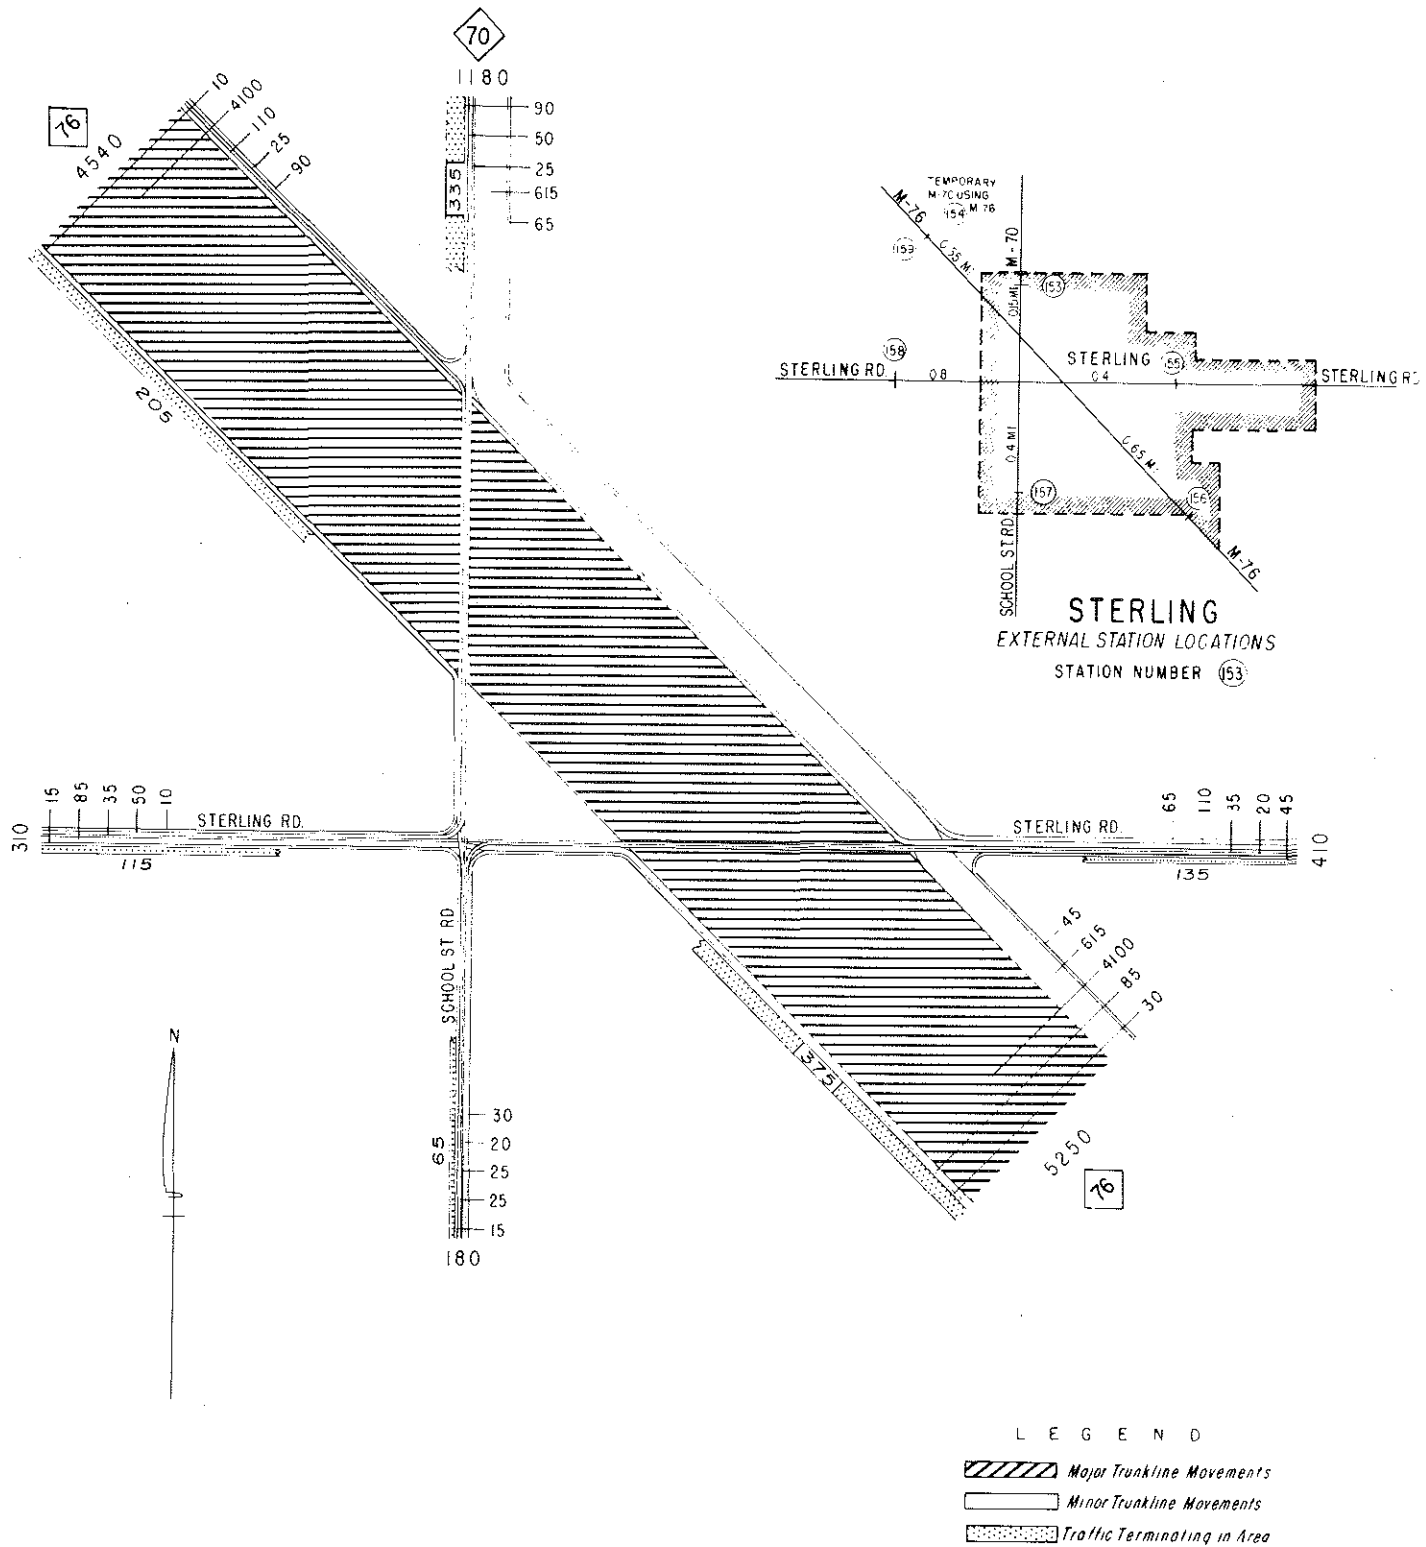 70
1180
90
50
25
615
65
335
76
4540
10
4100
110
25
90
205
TEMPORARY
M-70 USING
154 M 76
M-76
159
0.35 MI
M-70
0.15 MI
153
158
STERLING RD.
0.8
STERLING
155
0.4
STERLING RD
0.4 MI
0.65 MI
157
156
SCHOOL ST. RD
M-76
STERLING
EXTERNAL STATION LOCATIONS
STATION NUMBER 153
310
15
85
35
50
10
STERLING RD.
115
STERLING RD.
65
110
35
20
45
410
135
SCHOOL ST RD
45
615
4100
85
30
375
5250
76
N
65
30
20
25
25
15
180
LEGEND
Major Trunkline Movements
Minor Trunkline Movements
Traffic Terminating in Area